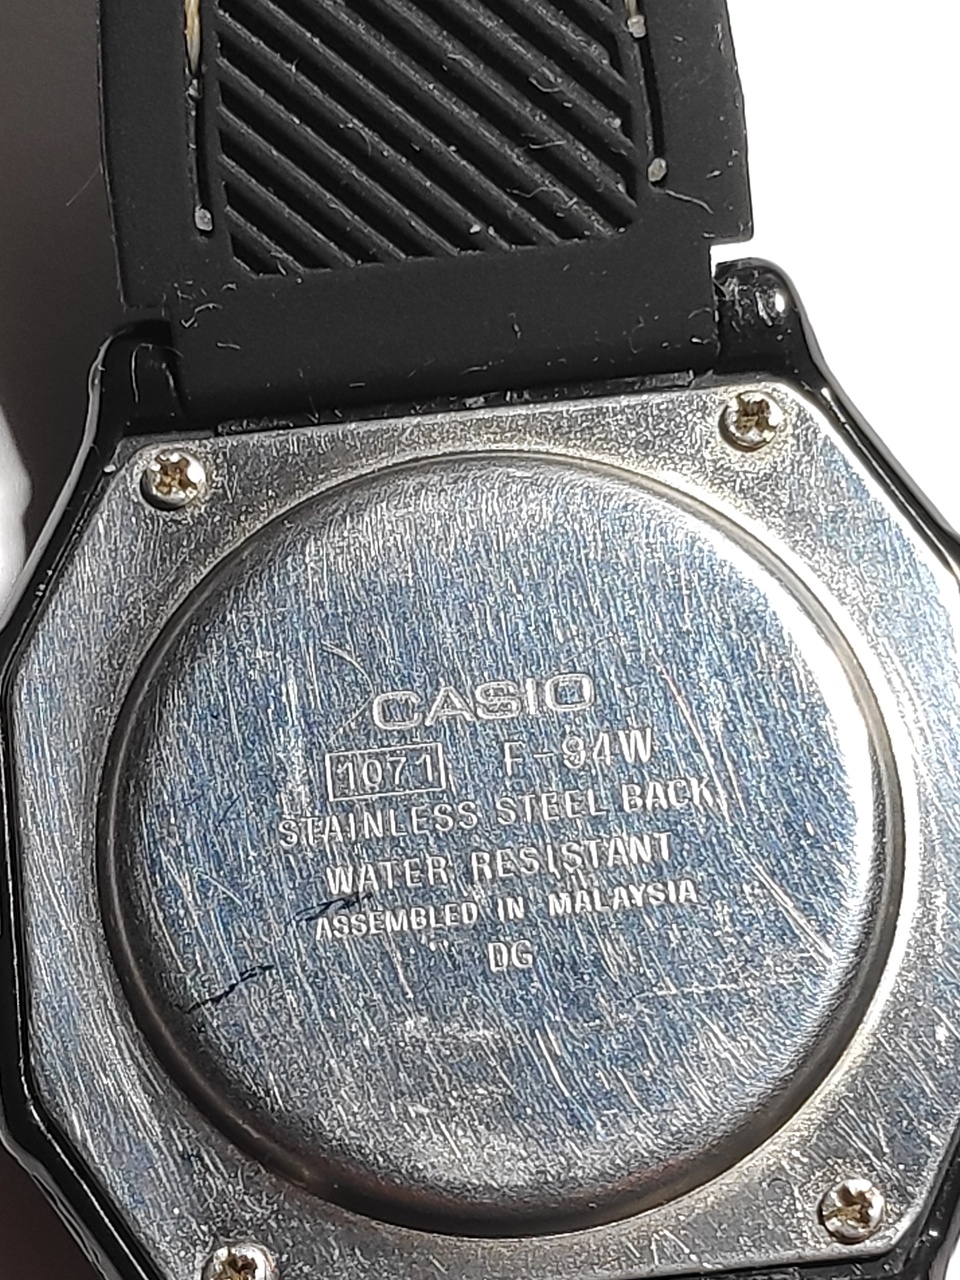 CASIO
1071 F-94W
STAINLESS STEEL BACK
WATER RESISTANT
ASSEMBLED IN MALAYSIA
DG